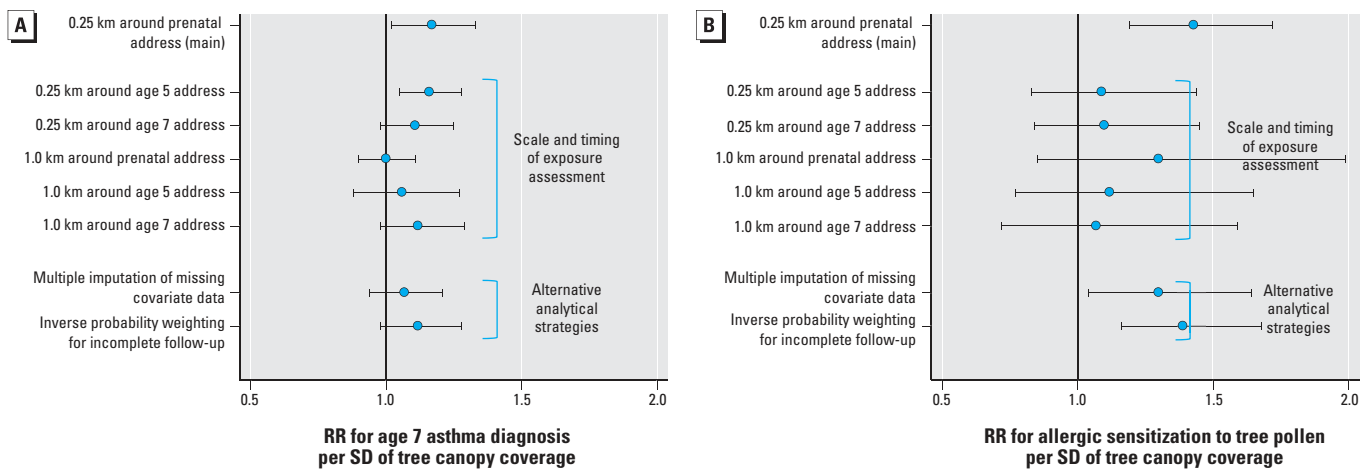 A
0.25 km around prenatal
address (main)
0.25 km around age 5 address
0.25 km around age 7 address
1.0 km around prenatal address
1.0 km around age 5 address
1.0 km around age 7 address
Multiple imputation of missing
covariate data
Inverse probability weighting
for incomplete follow-up
Scale and timing
of exposure
assessment
Alternative
analytical
strategies
0.5
1.0
1.5
2.0
RR for age 7 asthma diagnosis
per SD of tree canopy coverage
B
0.25 km around prenatal
address (main)
0.25 km around age 5 address
0.25 km around age 7 address
1.0 km around prenatal address
1.0 km around age 5 address
1.0 km around age 7 address
Multiple imputation of missing
covariate data
Inverse probability weighting
for incomplete follow-up
Scale and timing
of exposure
assessment
Alternative
analytical
strategies
0.5
1.0
1.5
2.0
RR for allergic sensitization to tree pollen
per SD of tree canopy coverage